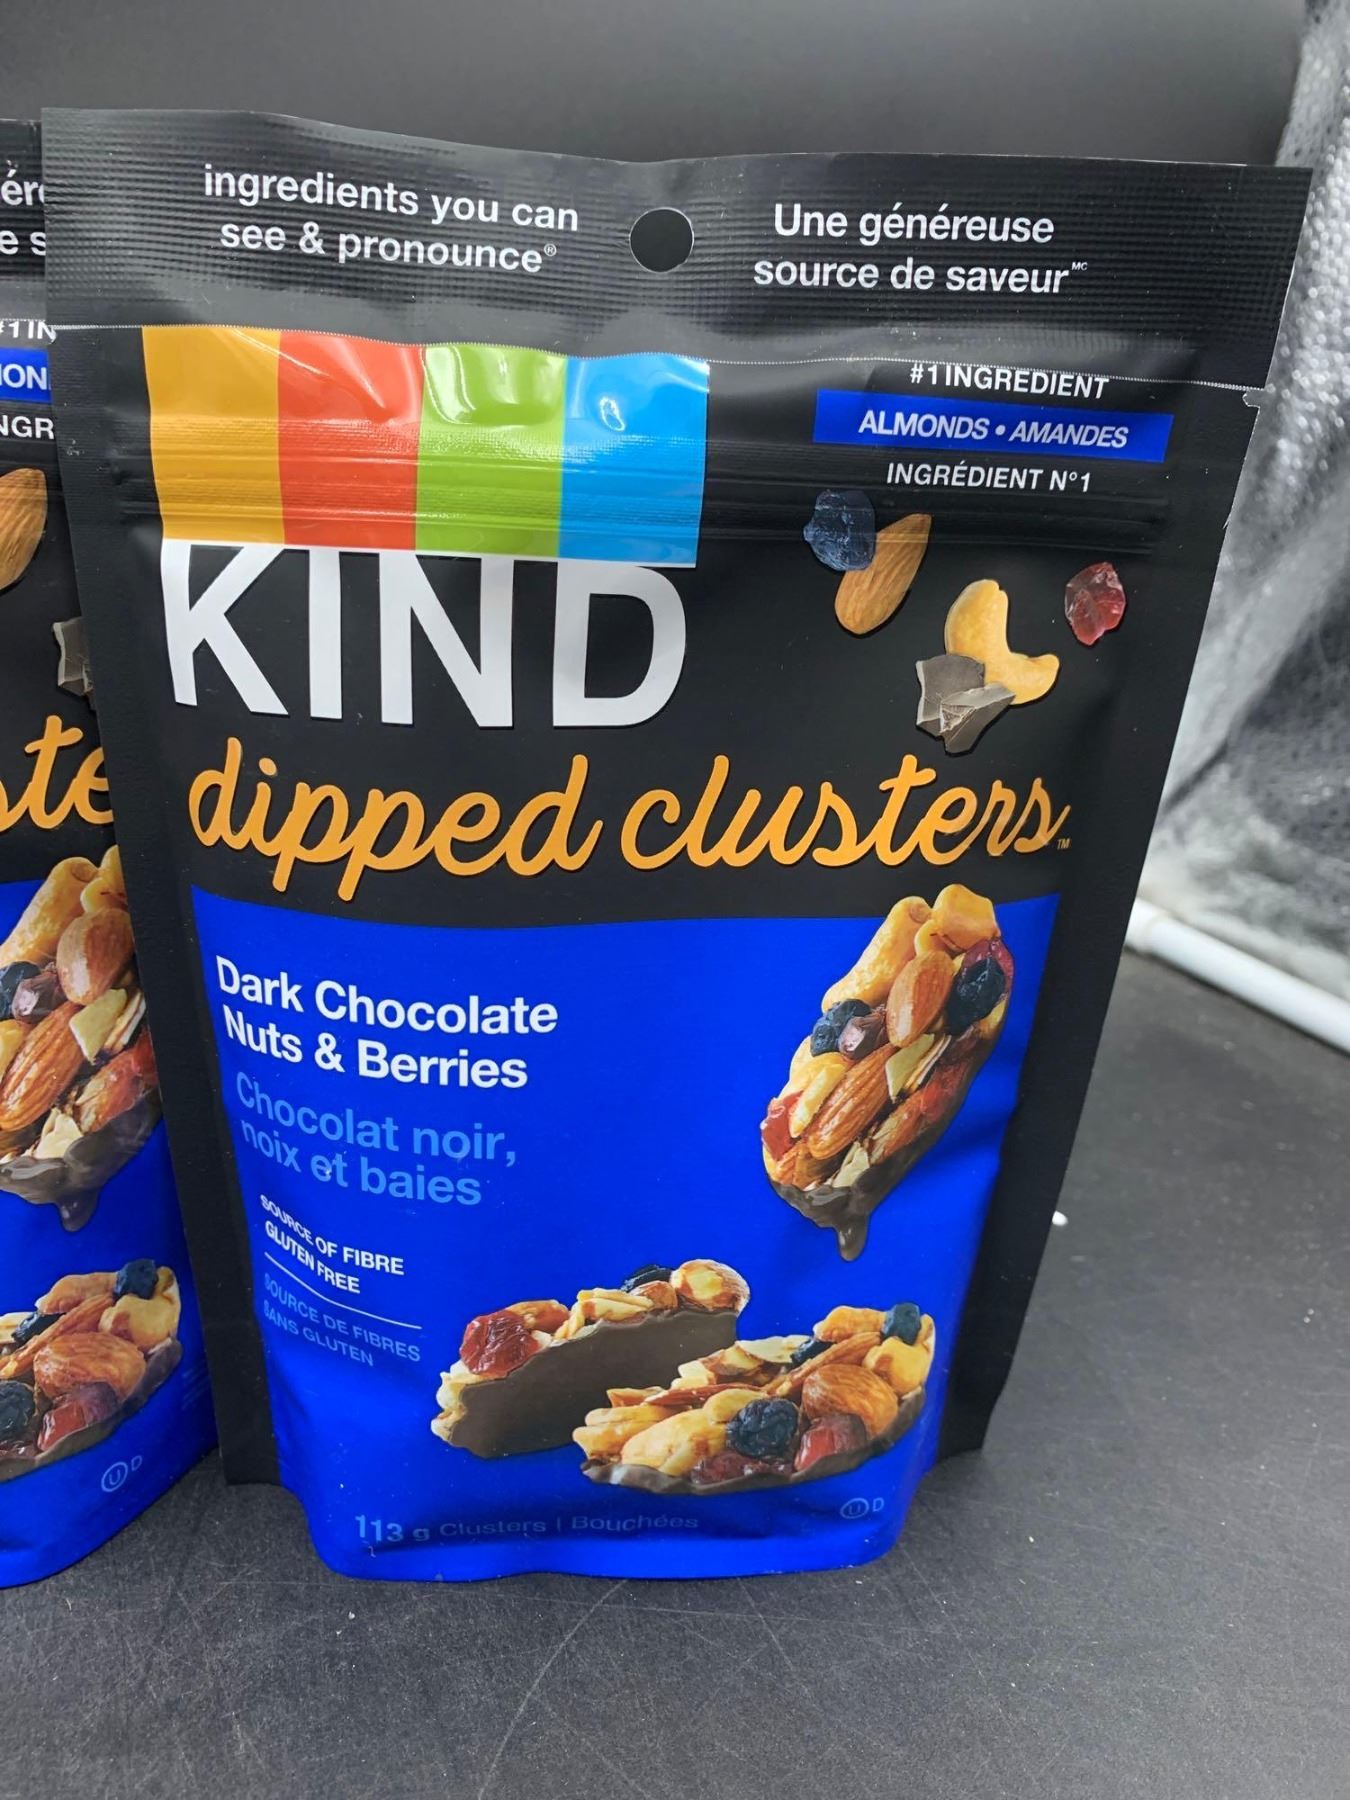 ingredients you can
see & pronounce®
Une généreuse
source de saveur MC
#1 INGREDIENT
ALMONDS • AMANDES
INGRÉDIENT N°1
KIND
dipped clusters™
Dark Chocolate
Nuts & Berries
Chocolat noir,
noix et baies
SOURCE OF FIBRE
GLUTEN FREE
SOURCE DE FIBRES
SANS GLUTEN
113 g Clusters | Bouchées
U D
U D